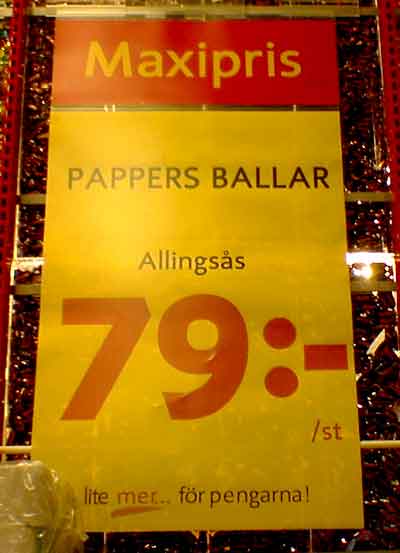 Maxipris
PAPPERS BALLAR
Allingsås
79:-
/st
lite mer... för pengarna!